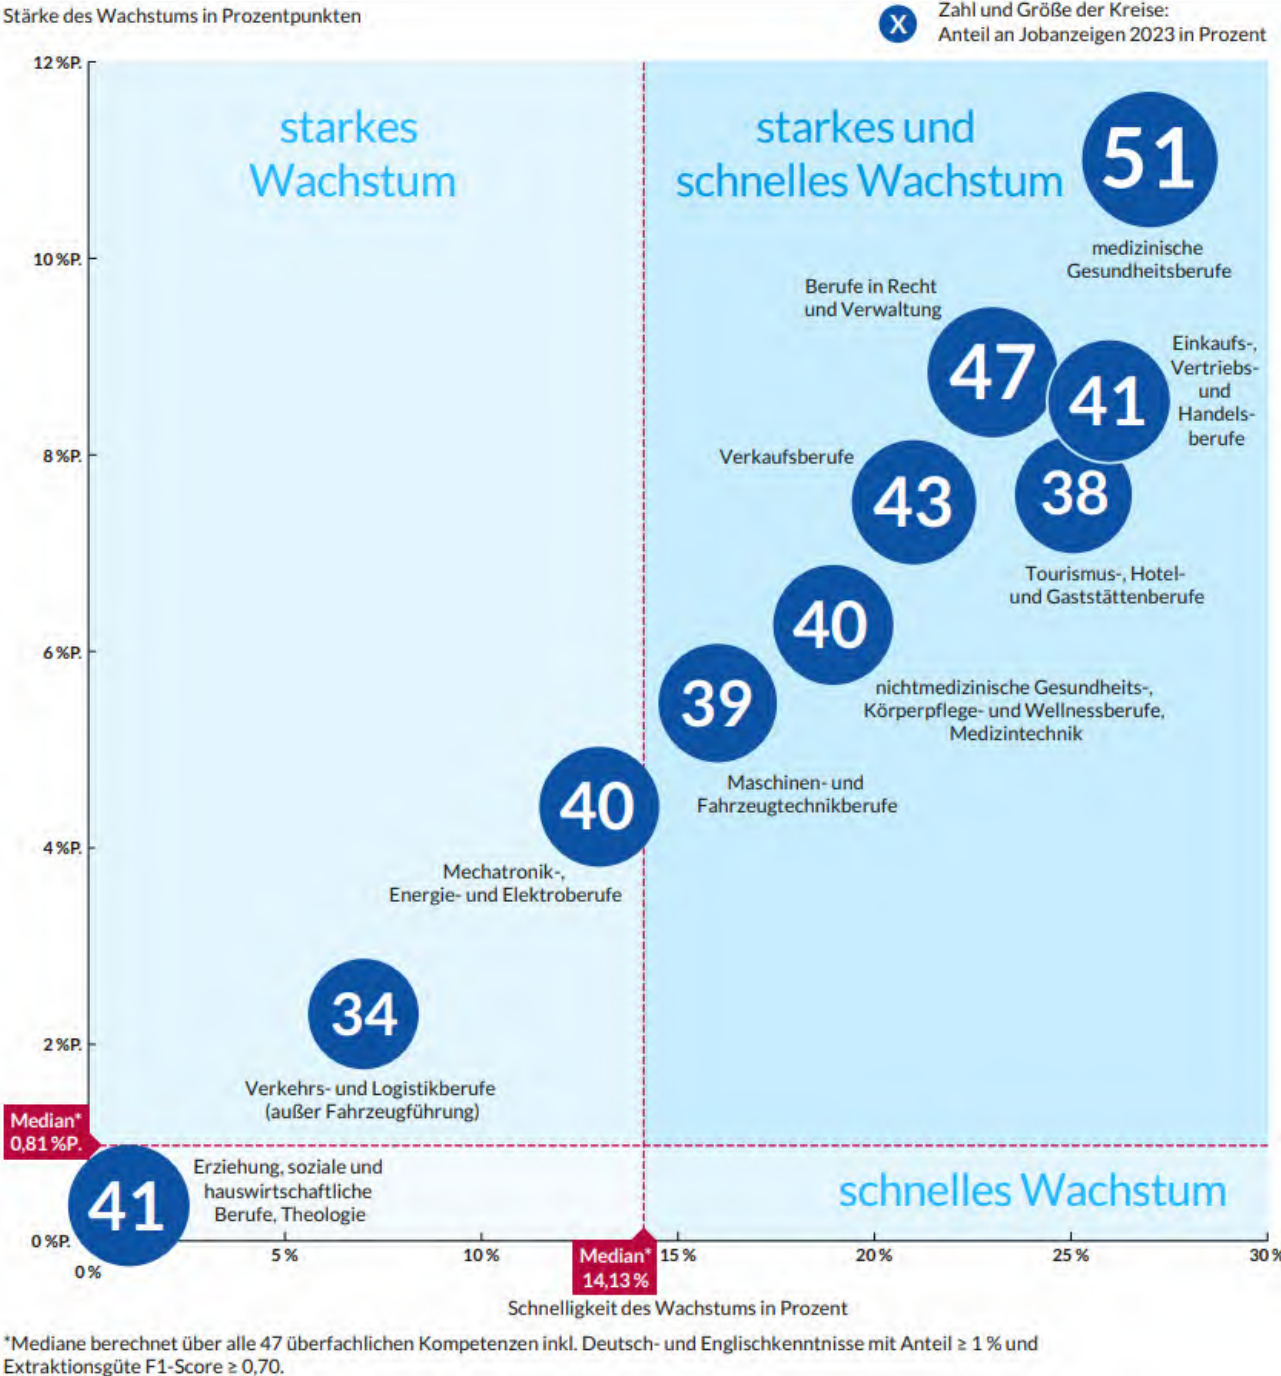 Stärke des Wachstums in Prozentpunkten
X
Zahl und Größe der Kreise:
Anteil an Jobanzeigen 2023 in Prozent
12 %P.
starkes
Wachstum
starkes und
schnelles Wachstum
51
medizinische
Gesundheitsberufe
10 %P.
Berufe in Recht
und Verwaltung
47
Einkaufs-,
Vertriebs-
und
Handels-
berufe
41
8 %P.
Verkaufsberufe
43
38
Tourismus-, Hotel-
und Gaststättenberufe
40
6 %P.
nichtmedizinische Gesundheits-,
Körperpflege- und Wellnessberufe,
Medizintechnik
39
Maschinen- und
Fahrzeugtechnikberufe
40
4 %P.
Mechatronik-,
Energie- und Elektroberufe
34
2 %P.
Verkehrs- und Logistikberufe
(außer Fahrzeugführung)
Median*
0,81 %P.
41
Erziehung, soziale und
hauswirtschaftliche
Berufe, Theologie
schnelles Wachstum
0 %P.
0 %
5 %
10 %
Median*
14,13 %
15 %
20 %
25 %
30 %
Schnelligkeit des Wachstums in Prozent
*Mediane berechnet über alle 47 überfachlichen Kompetenzen inkl. Deutsch- und Englischkenntnisse mit Anteil ≥ 1 % und
Extraktionsgüte F1-Score ≥ 0,70.